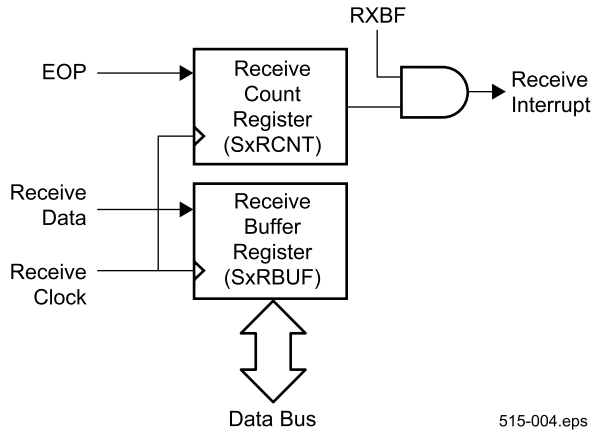 RXBF
EOP
Receive
Count
Register
(SxRCNT)
Receive
Interrupt
Receive
Data
Receive
Buffer
Register
(SxRBUF)
Receive
Clock
Data Bus
515-004.eps